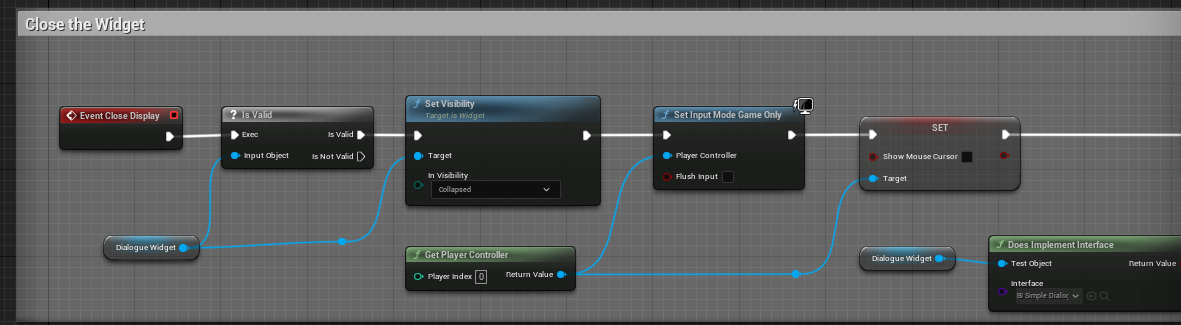 Close the Widget
Event Close Display
? Is Valid
Exec
Is Valid
Input Object
Is Not Valid
Dialogue Widget
f Set Visibility
Target is Widget
Target
In Visibility
Collapsed
f Get Player Controller
Player Index 0
Return Value
f Set Input Mode Game Only
Player Controller
Flush Input
SET
Show Mouse Cursor
Target
Dialogue Widget
f Does Implement Interface
Test Object
Return Value
Interface
BI Simple Dialog